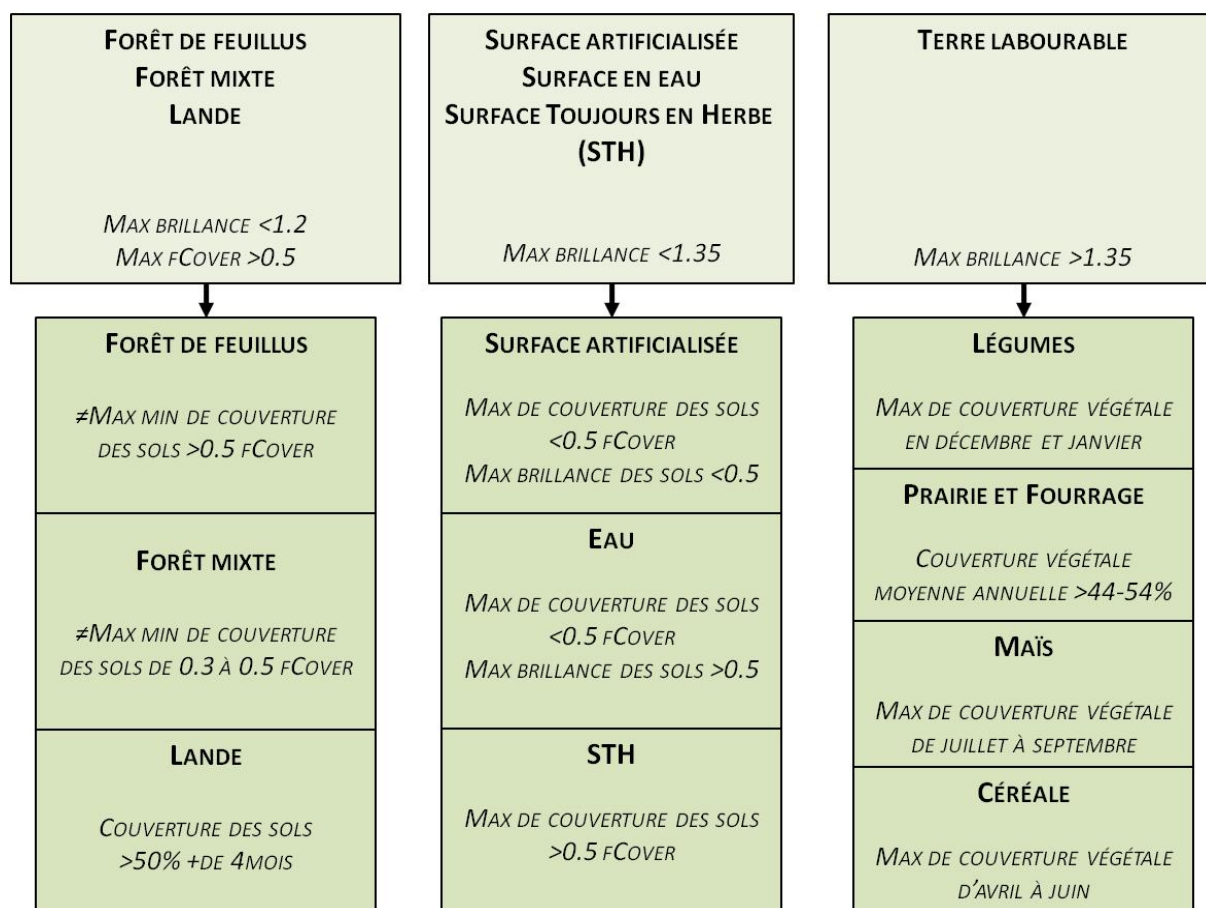 FORÊT DE FEUILLUS
FORÊT MIXTE
LANDE
MAX BRILLANCE <1.2
MAX FCOVER >0.5
SURFACE ARTIFICIALISÉE
SURFACE EN EAU
SURFACE TOUJOURS EN HERBE
(STH)
MAX BRILLANCE <1.35
TERRE LABOURABLE
MAX BRILLANCE >1.35
FORÊT DE FEUILLUS
≠MAX MIN DE COUVERTURE
DES SOLS >0.5 FCOVER
FORÊT MIXTE
≠MAX MIN DE COUVERTURE
DES SOLS DE 0.3 À 0.5 FCOVER
LANDE
COUVERTURE DES SOLS
>50% +DE 4MOIS
SURFACE ARTIFICIALISÉE
MAX DE COUVERTURE DES SOLS
<0.5 FCOVER
MAX BRILLANCE DES SOLS <0.5
EAU
MAX DE COUVERTURE DES SOLS
<0.5 FCOVER
MAX BRILLANCE DES SOLS >0.5
STH
MAX DE COUVERTURE DES SOLS
>0.5 FCOVER
LÉGUMES
MAX DE COUVERTURE VÉGÉTALE
EN DÉCEMBRE ET JANVIER
PRAIRIE ET FOURRAGE
COUVERTURE VÉGÉTALE
MOYENNE ANNUELLE >44-54%
MAÏS
MAX DE COUVERTURE VÉGÉTALE
DE JUILLET À SEPTEMBRE
CÉRÉALE
MAX DE COUVERTURE VÉGÉTALE
D'AVRIL À JUIN